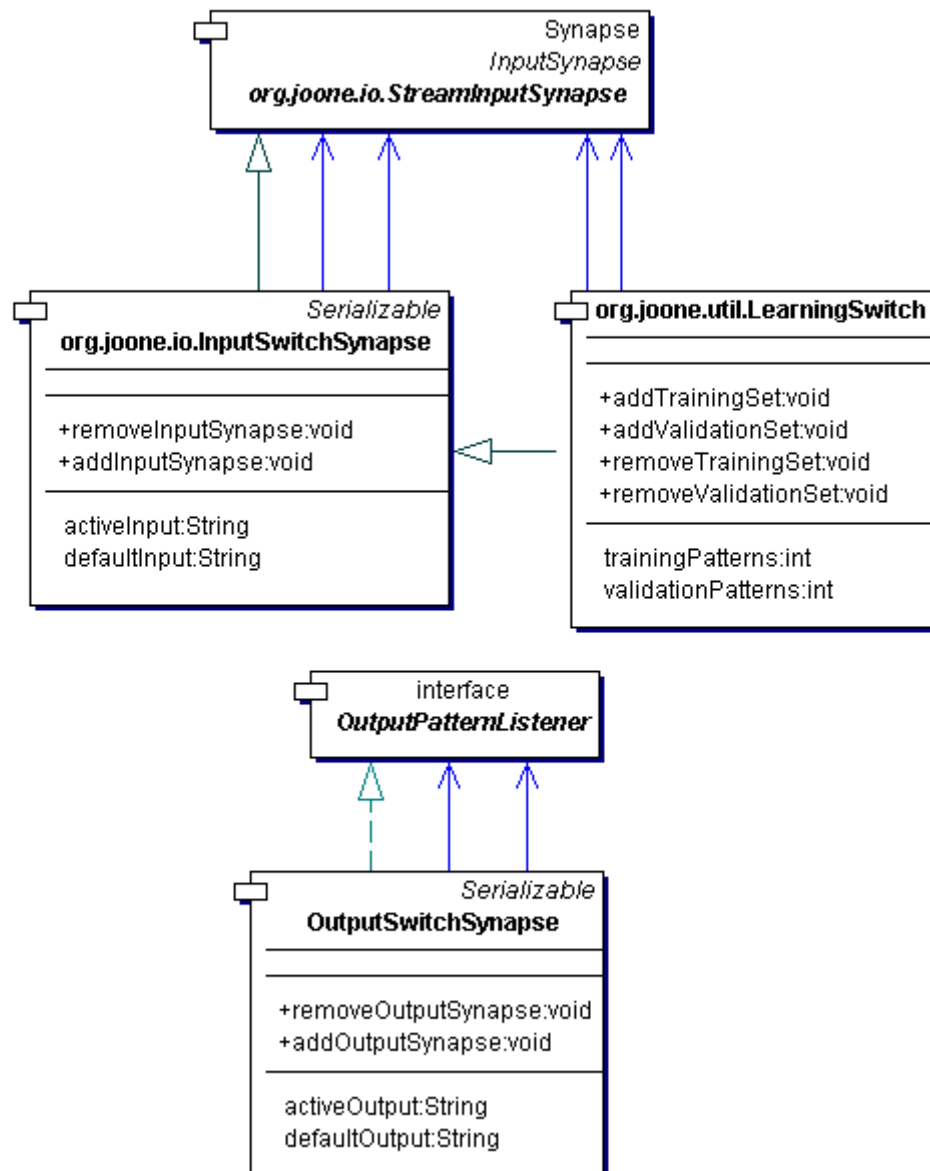 Synapse
InputSynapse
org.joone.io.StreamInputSynapse
Serializable
org.joone.io.InputSwitchSynapse
+removeInputSynapse:void
+addInputSynapse:void
activeInput:String
defaultInput:String
org.joone.util.LearningSwitch
+addTrainingSet:void
+addValidationSet:void
+removeTrainingSet:void
+removeValidationSet:void
trainingPatterns:int
validationPatterns:int
interface
OutputPatternListener
Serializable
OutputSwitchSynapse
+removeOutputSynapse:void
+addOutputSynapse:void
activeOutput:String
defaultOutput:String